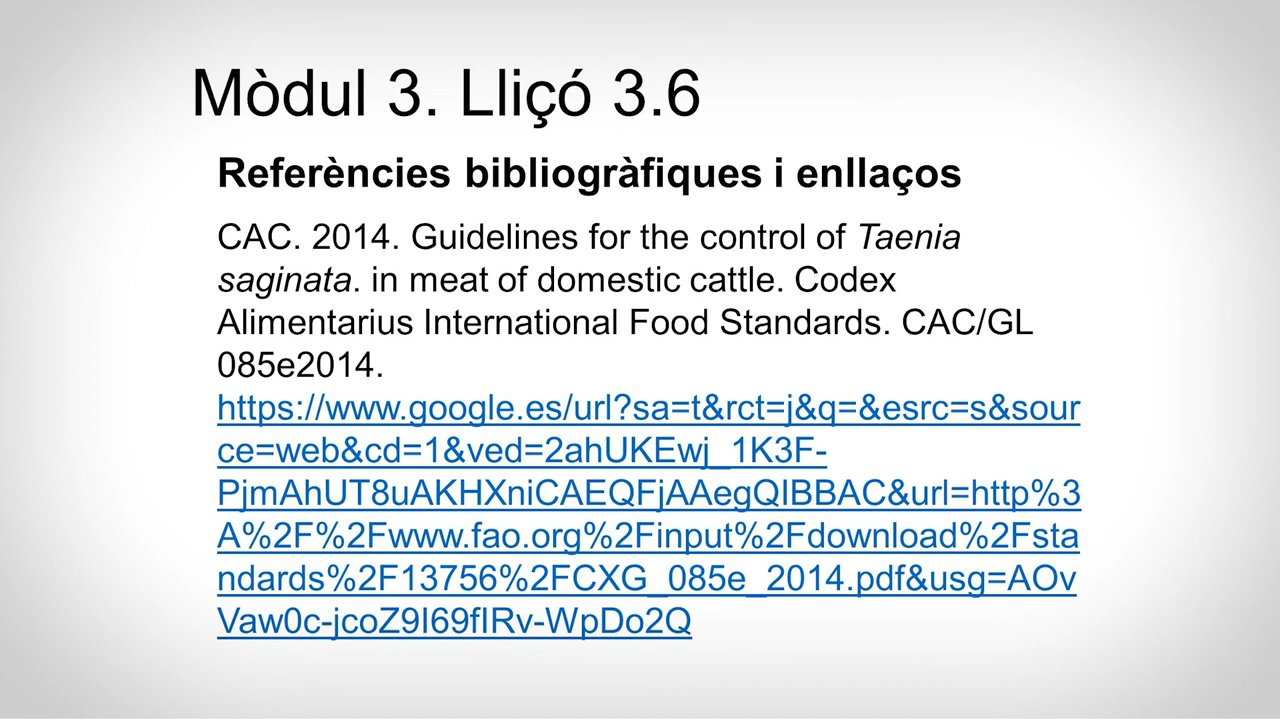 Mòdul 3. Lliçó 3.6
Referències bibliogràfiques i enllaços
CAC. 2014. Guidelines for the control of Taenia
saginata. in meat of domestic cattle. Codex
Alimentarius International Food Standards. CAC/GL
085e2014.
https://www.google.es/url?sa=t&rct=j&q=&esrc=s&sour
ce=web&cd=1&ved=2ahUKEwj_1K3F-
PjmAhUT8uAKHXniCAEQFjAAegQIBBAC&url=http%3
A%2F%2Fwww.fao.org%2Finput%2Fdownload%2Fsta
ndards%2F13756%2FCXG_085e_2014.pdf&usg=AOv
Vaw0c-jcoZ9I69fIRv-WpDo2Q